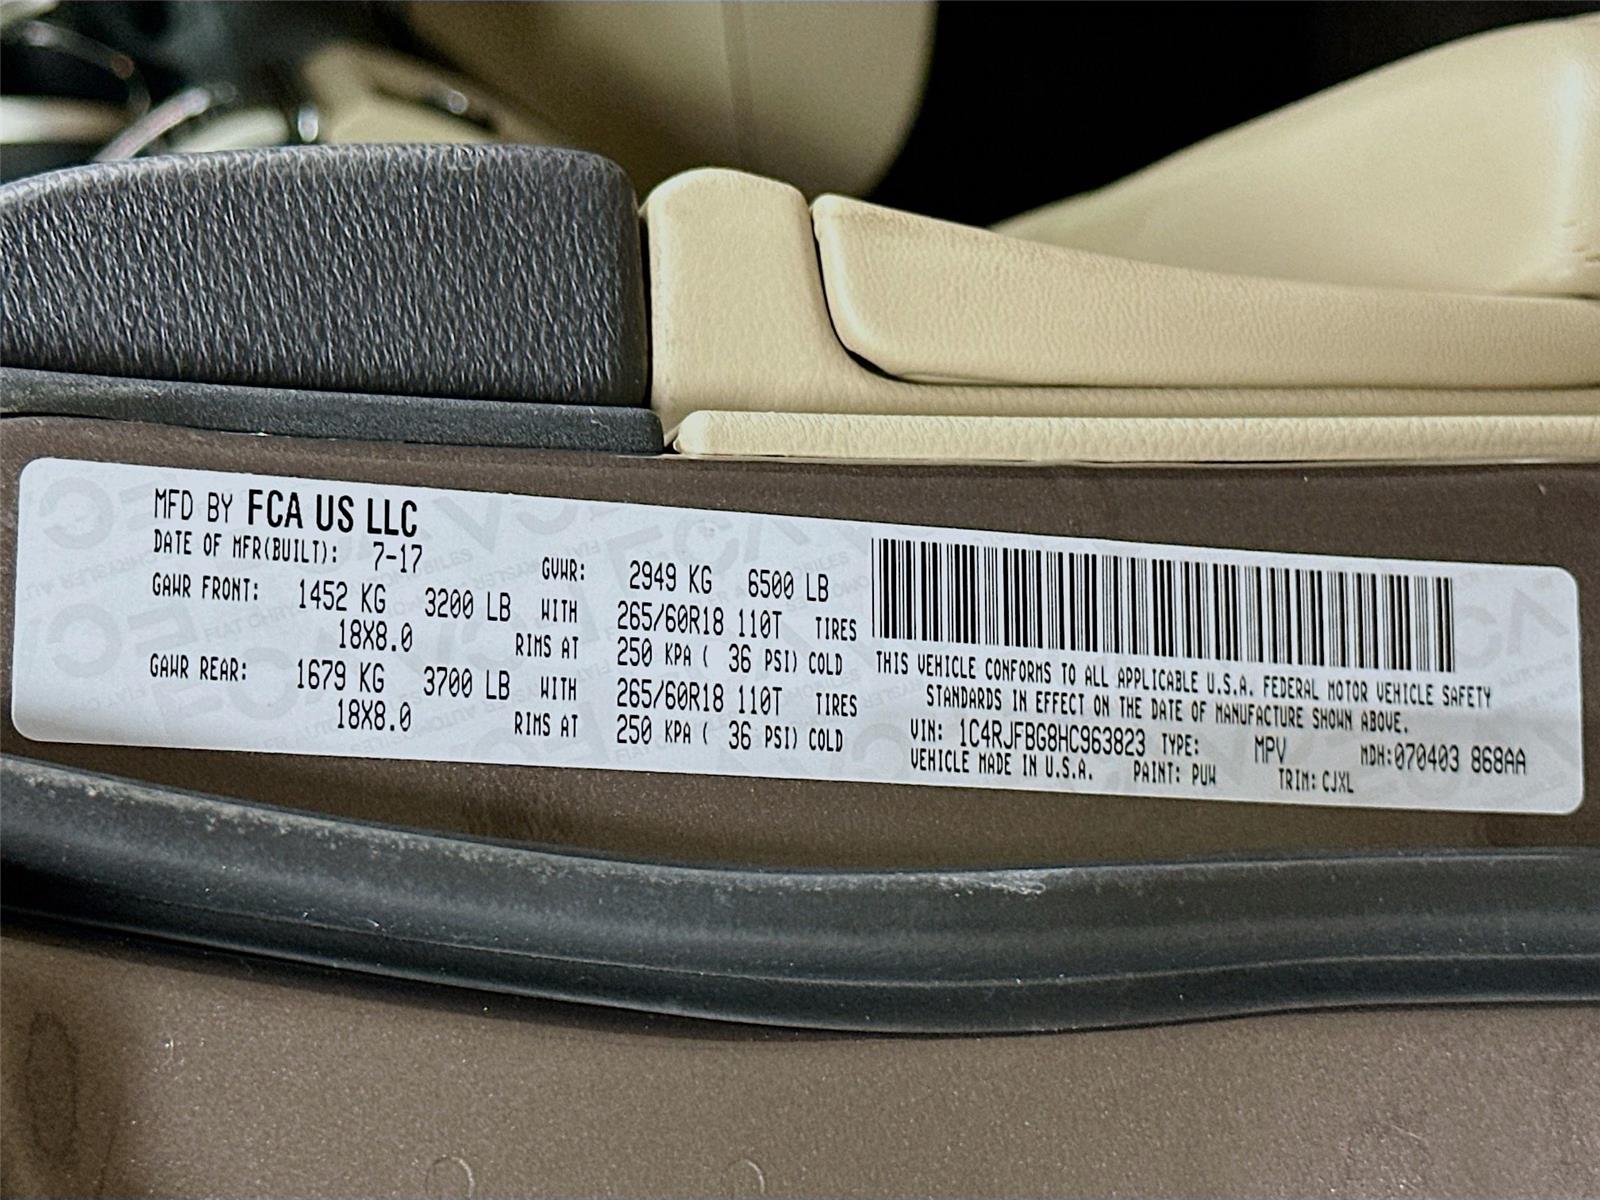 MFD BY FCA US LLC
DATE OF MFR(BUILT): 7-17 GVWR: 2949 KG 6500 LB
GAWR FRONT: 1452 KG 3200 LB WITH 265/60R18 110T TIRES
18X8.0 RIMS AT 250 KPA ( 36 PSI) COLD
GAWR REAR: 1679 KG 3700 LB WITH 265/60R18 110T TIRES
18X8.0 RIMS AT 250 KPA ( 36 PSI) COLD
THIS VEHICLE CONFORMS TO ALL APPLICABLE U.S.A. FEDERAL MOTOR VEHICLE SAFETY
STANDARDS IN EFFECT ON THE DATE OF MANUFACTURE SHOWN ABOVE.
VIN: 1C4RJFBG8HC963823 TYPE: MPV MDH:070403 868AA
VEHICLE MADE IN U.S.A. PAINT: PUW TRIM: CJXL